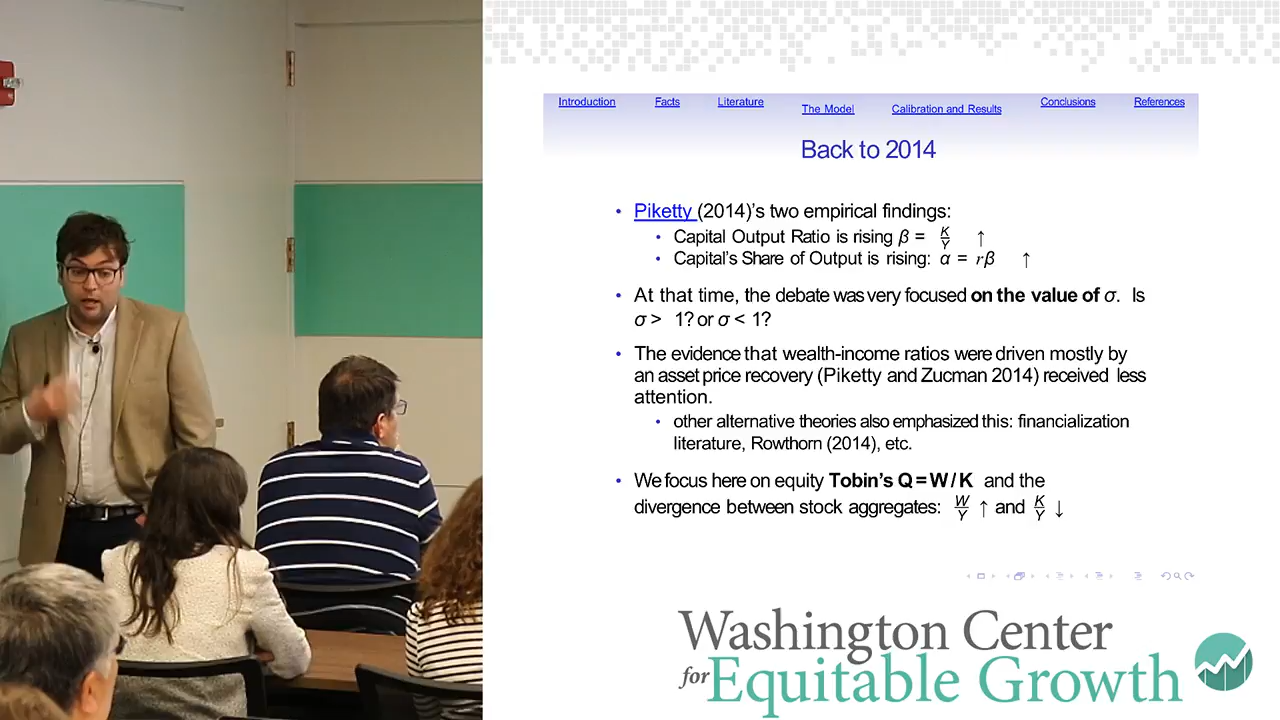 Introduction Facts Literature The Model Calibration and Results Conclusions References
Back to 2014
• Piketty (2014)'s two empirical findings:
• Capital Output Ratio is rising β = K/Y ↑
• Capital's Share of Output is rising: α = rβ ↑
• At that time, the debate was very focused on the value of σ. Is
σ > 1? or σ < 1?
• The evidence that wealth-income ratios were driven mostly by
an asset price recovery (Piketty and Zucman 2014) received less
attention.
• other alternative theories also emphasized this: financialization
literature, Rowthorn (2014), etc.
• We focus here on equity Tobin's Q = W / K and the
divergence between stock aggregates: W/Y ↑ and K/Y ↓
Washington Center
for Equitable Growth